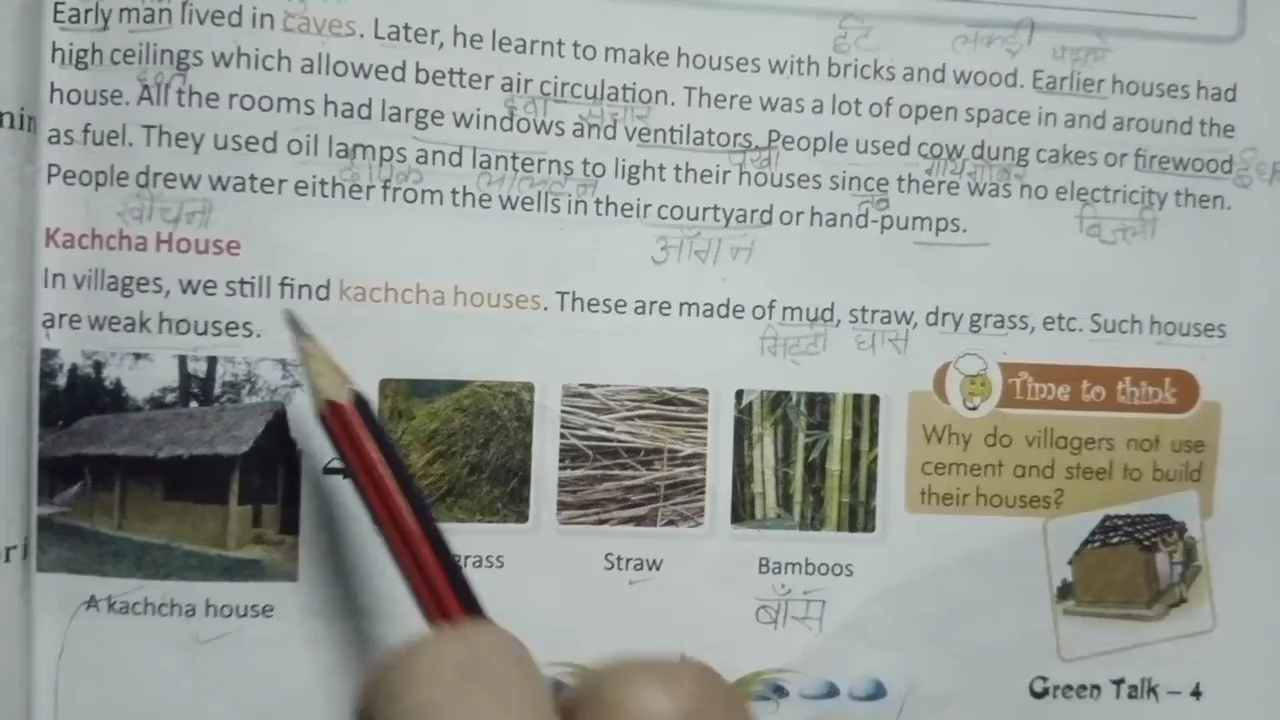 Early man lived in caves. Later, he learnt to make houses with bricks and wood. Earlier houses had
ईंट लकड़ी पहले
high ceilings which allowed better air circulation. There was a lot of open space in and around the
हवा संचार
house. All the rooms had large windows and ventilators. People used cow dung cakes or firewood
पंखा गाय गोबर
as fuel. They used oil lamps and lanterns to light their houses since there was no electricity then.
दीपक लालटेन बिजली
People drew water either from the wells in their courtyard or hand-pumps.
खींचना आँगन
Kachcha House
In villages, we still find kachcha houses. These are made of mud, straw, dry grass, etc. Such houses
मिट्टी घास
are weak houses.
Time to think
Why do villagers not use
cement and steel to build
their houses?
grass Straw Bamboos
बाँस
A kachcha house
Green Talk – 4